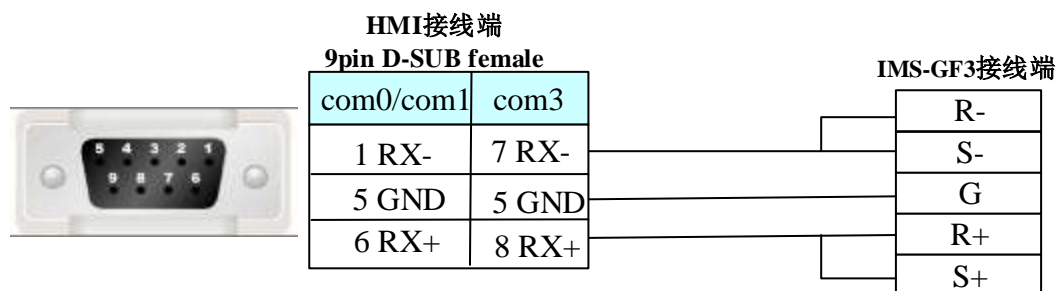 HMI接线端
9pin D-SUB female
IMS-GF3接线端
com0/com1 com3
R-
1 RX- 7 RX-
S-
5 GND 5 GND
G
6 RX+ 8 RX+
R+
S+
5 4 3 2 1
9 8 7 6